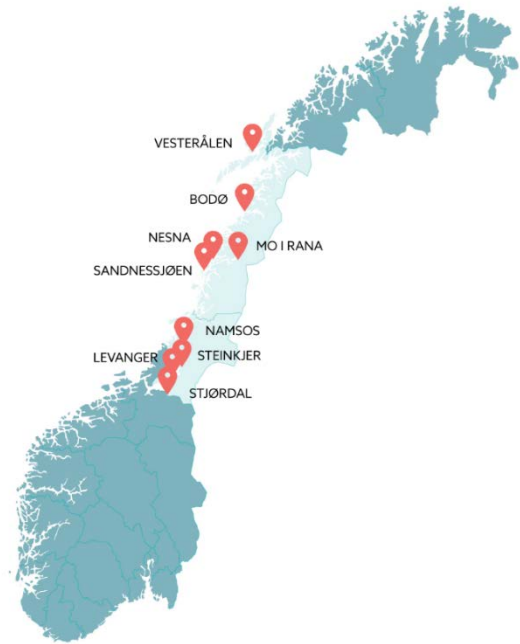 VESTERÅLEN
BODØ
NESNA
MO I RANA
SANDNESSJØEN
NAMSOS
LEVANGER
STEINKJER
STJØRDAL